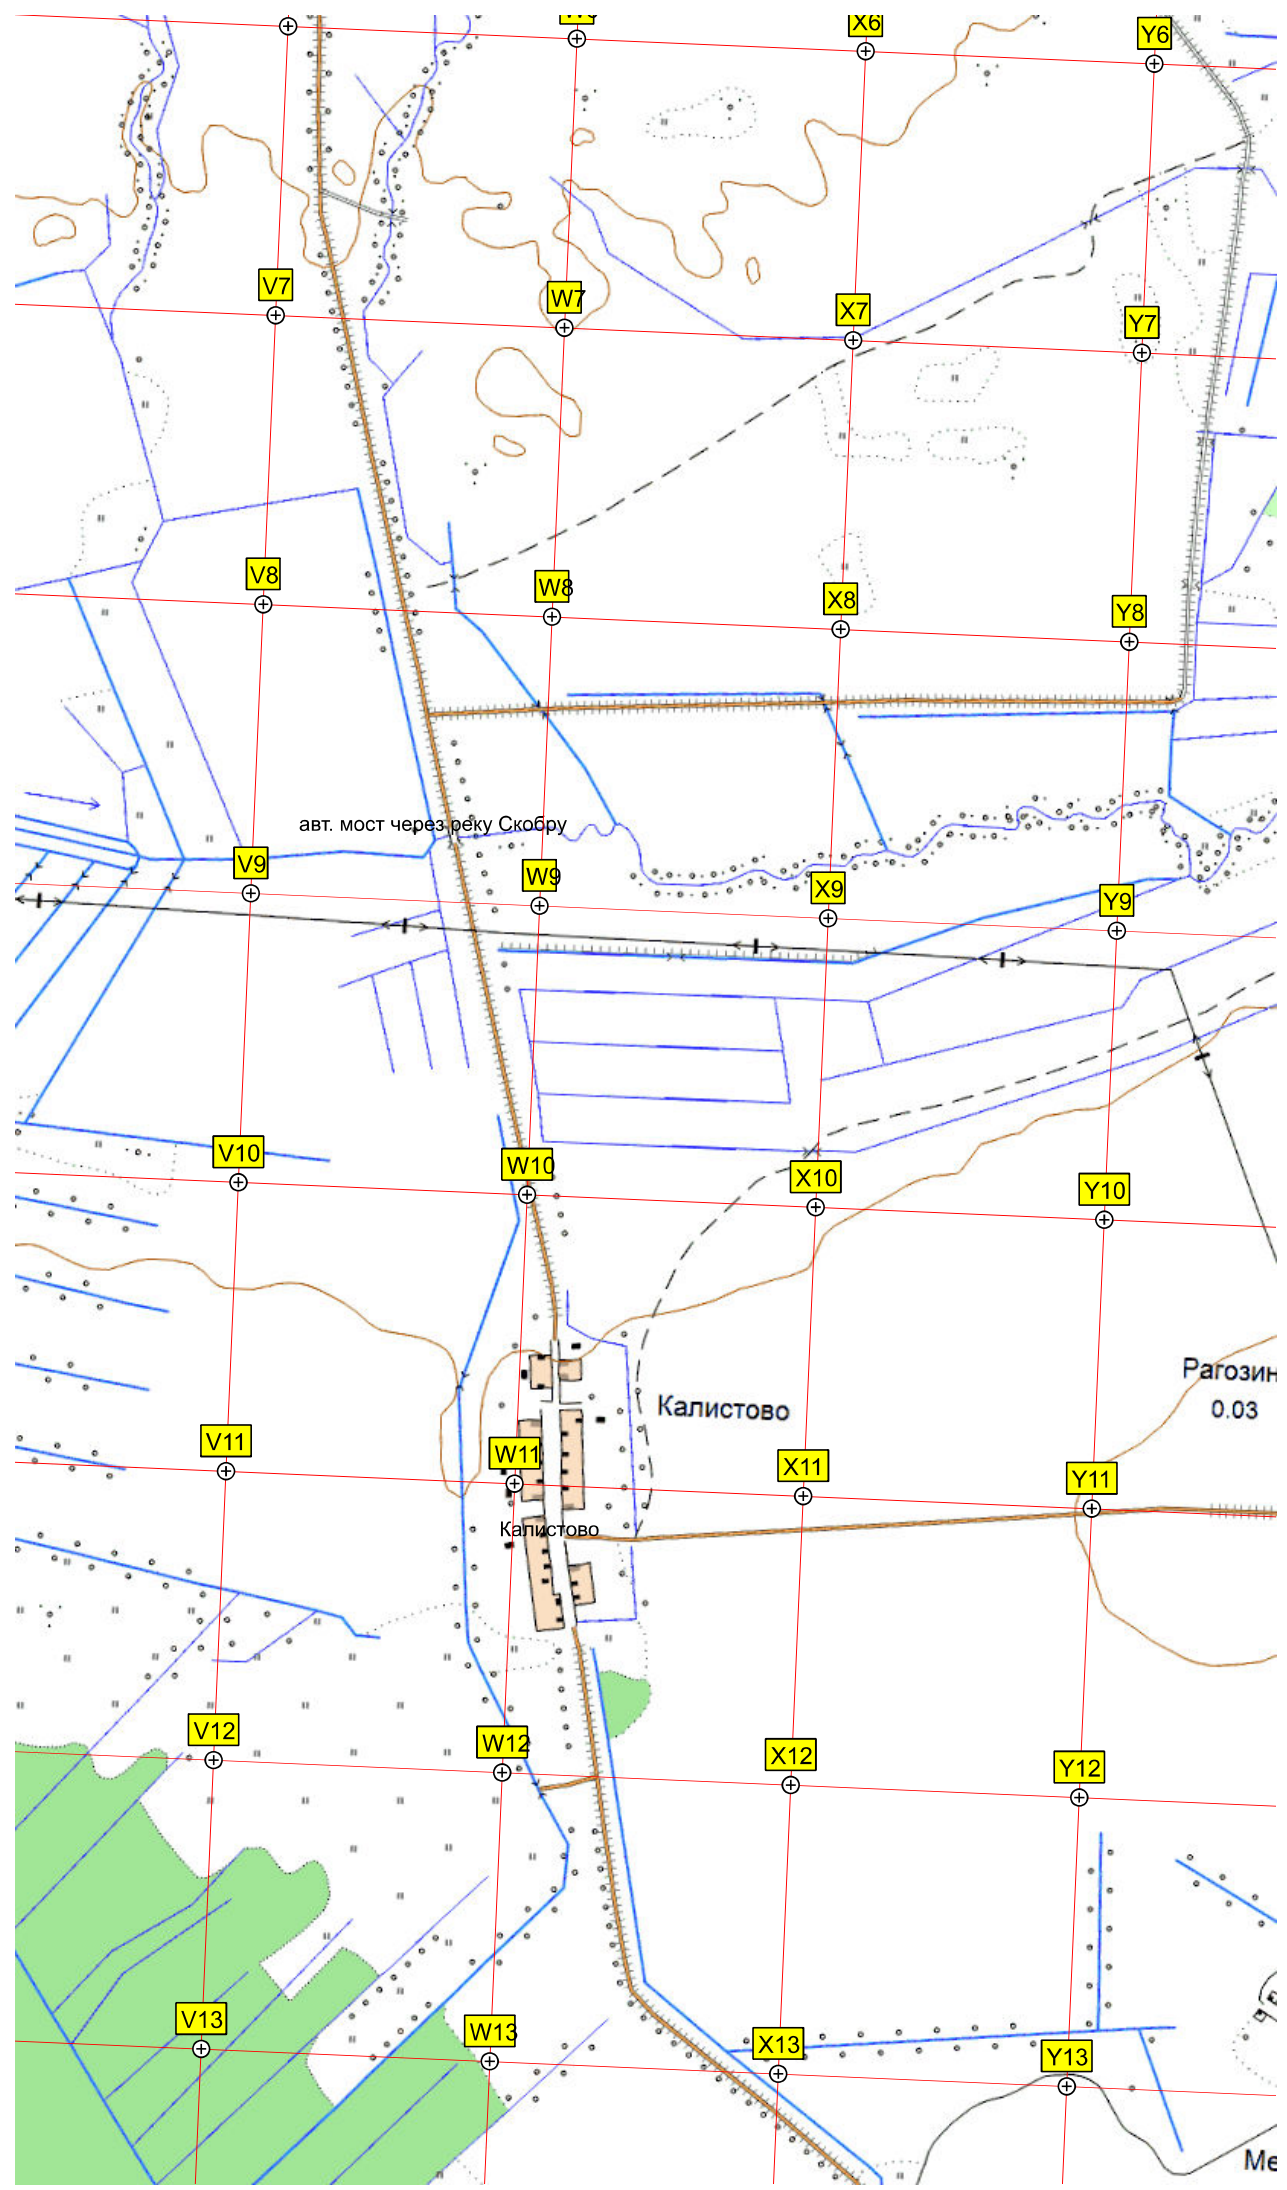 X6
Y6
V7
W7
X7
Y7
V8
W8
X8
Y8
авт. мост через реку Скобру
V9
W9
X9
Y9
V10
W10
X10
Y10
Рагозин
0.03
Калистово
V11
W11
X11
Y11
Калистово
V12
W12
X12
Y12
V13
W13
X13
Y13
Ме